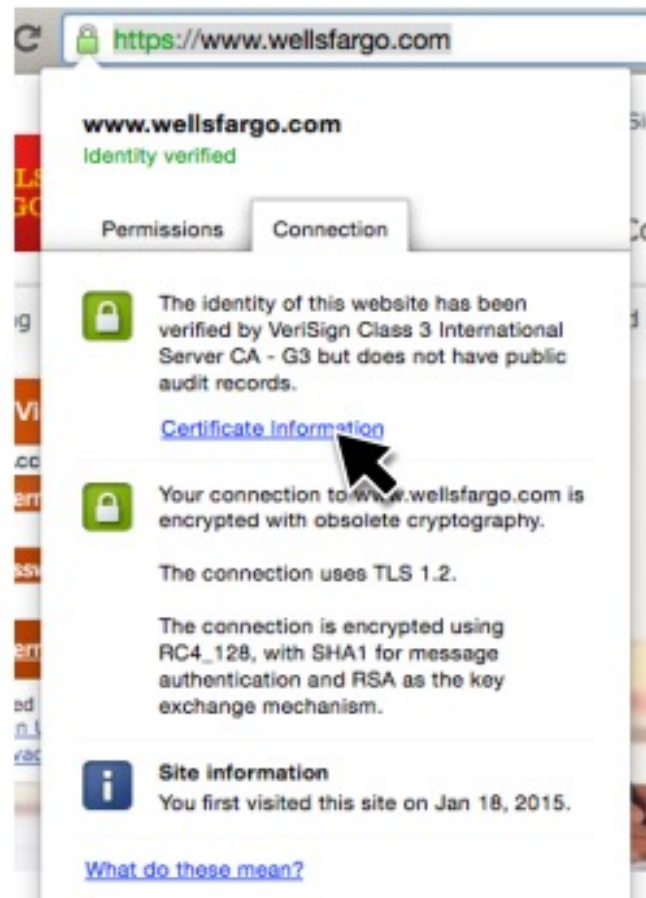 https://www.wellsfargo.com
www.wellsfargo.com
Identity verified
Permissions
Connection
The identity of this website has been
verified by VeriSign Class 3 International
Server CA - G3 but does not have public
audit records.
Certificate Information
Your connection to www.wellsfargo.com is
encrypted with obsolete cryptography.
The connection uses TLS 1.2.
The connection is encrypted using
RC4_128, with SHA1 for message
authentication and RSA as the key
exchange mechanism.
Site information
You first visited this site on Jan 18, 2015.
What do these mean?